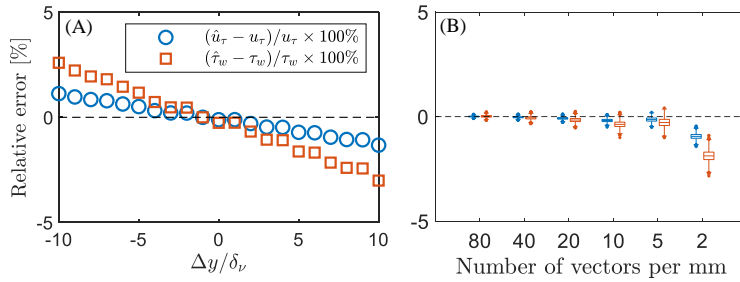 (A)
(û_τ − u_τ)/u_τ × 100%
(τ̂_w − τ_w)/τ_w × 100%
Relative error [%]
5
0
-5
-10 -5 0 5 10
Δy/δ_ν
(B)
5
0
-5
80 40 20 10 5 2
Number of vectors per mm